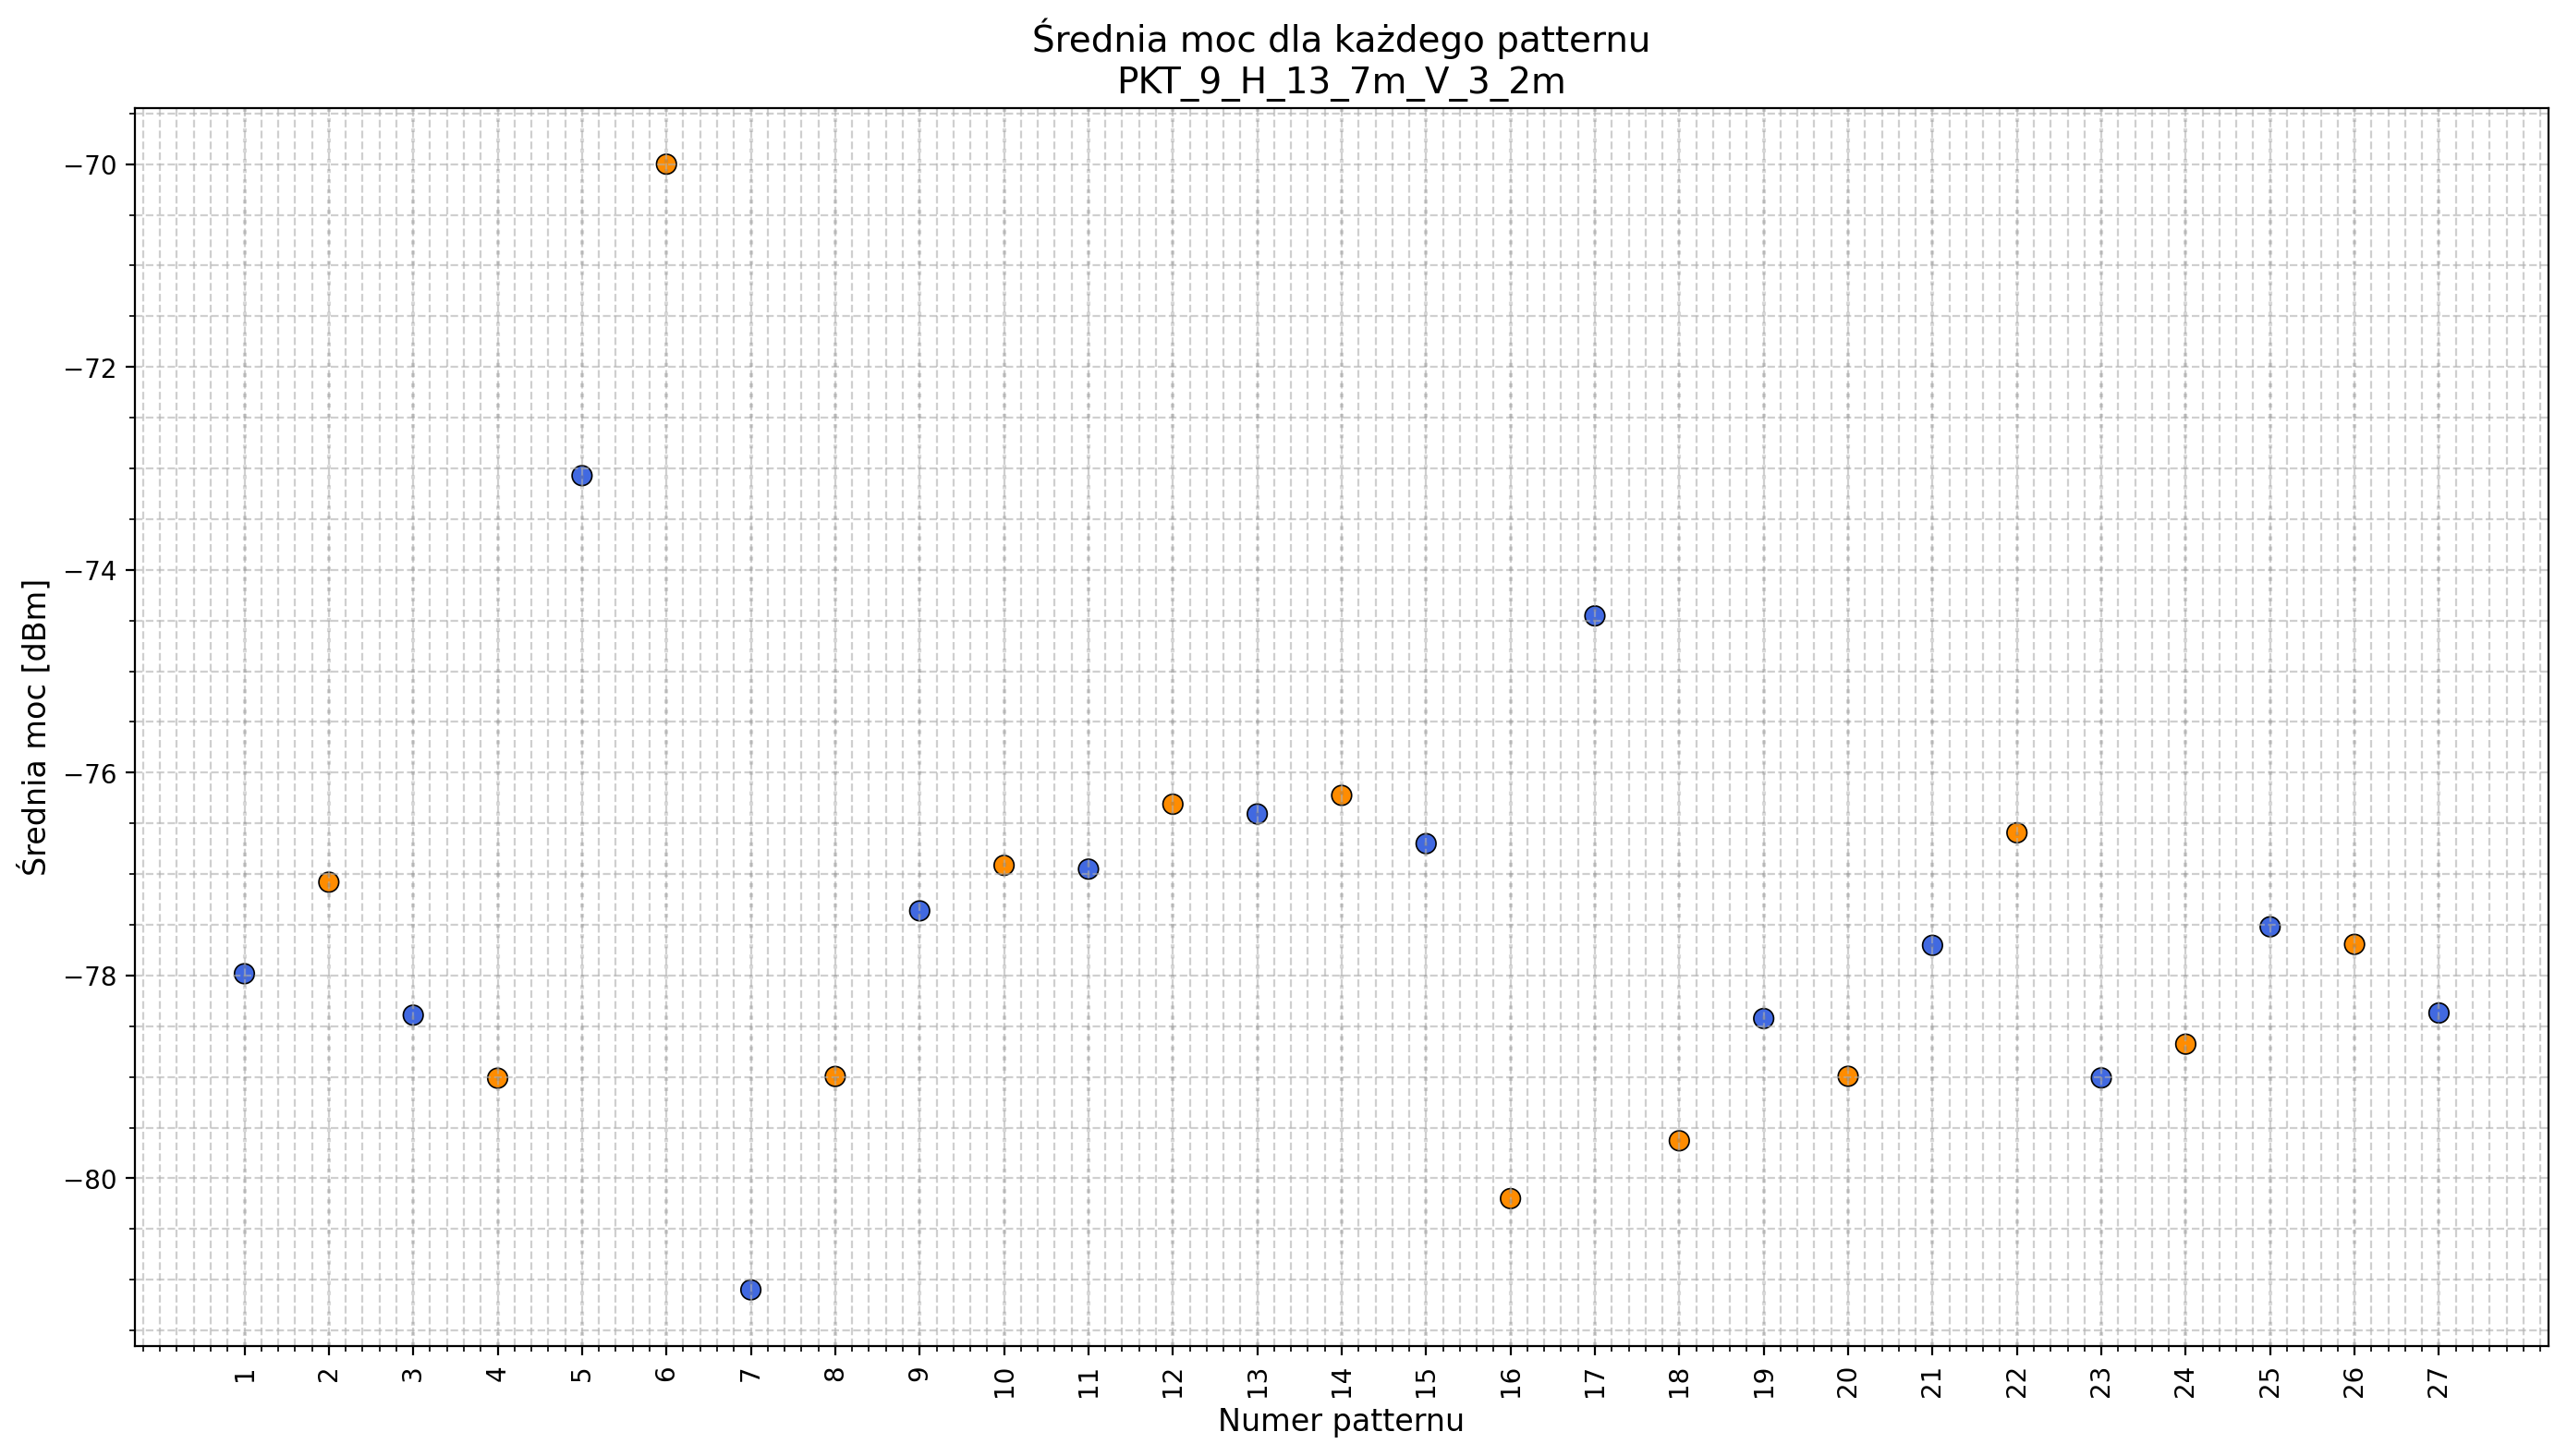 Średnia moc dla każdego patternu
PKT_9_H_13_7m_V_3_2m
Średnia moc [dBm]
−70
−72
−74
−76
−78
−80
1 2 3 4 5 6 7 8 9 10 11 12 13 14 15 16 17 18 19 20 21 22 23 24 25 26 27
Numer patternu